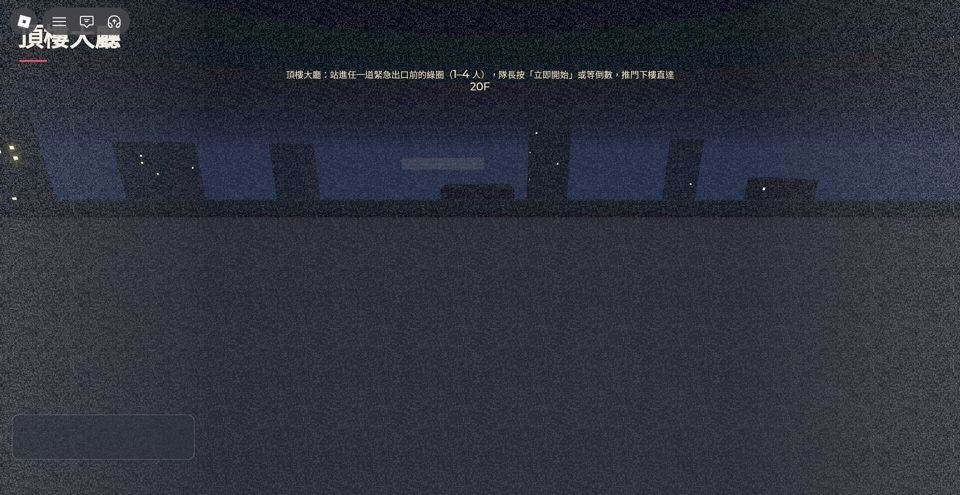 頂樓大廳
頂樓大廳：站進任一道緊急出口前的綠圈（1–4 人），隊長按「立即開始」或等倒數，推門下樓直達
20F